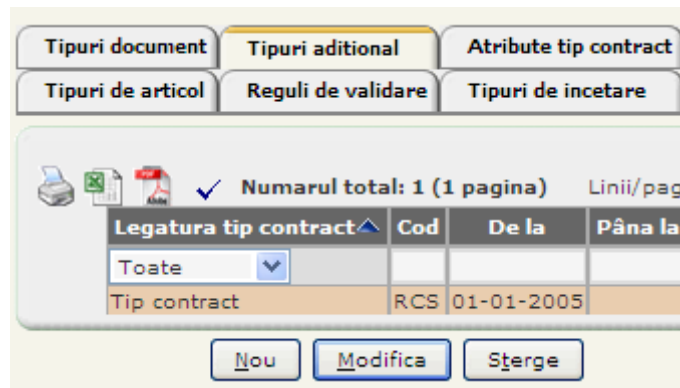 Tipuri document Tipuri aditional Atribute tip contract
Tipuri de articol Reguli de validare Tipuri de incetare
Numarul total: 1 (1 pagina) Linii/pag
Legatura tip contract Cod De la Pâna la
Toate
Tip contract RCS 01-01-2005
Nou Modifica Sterge